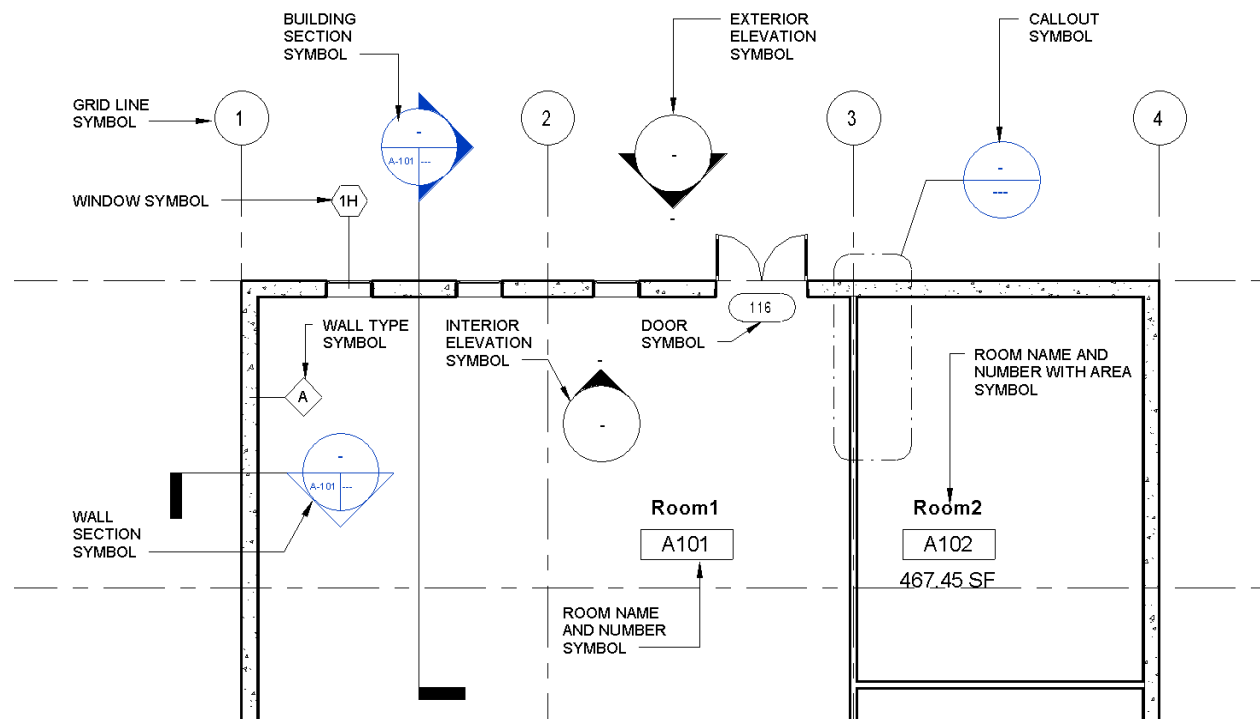 BUILDING
SECTION
SYMBOL
EXTERIOR
ELEVATION
SYMBOL
CALLOUT
SYMBOL
GRID LINE
SYMBOL
1
2
3
4
-
A-101 ---
-
-
-
---
WINDOW SYMBOL
1H
116
WALL TYPE
SYMBOL
INTERIOR
ELEVATION
SYMBOL
DOOR
SYMBOL
ROOM NAME AND
NUMBER WITH AREA
SYMBOL
A
-
-
-
A-101 ---
WALL
SECTION
SYMBOL
Room1
A101
Room2
A102
467.45 SF
ROOM NAME
AND NUMBER
SYMBOL